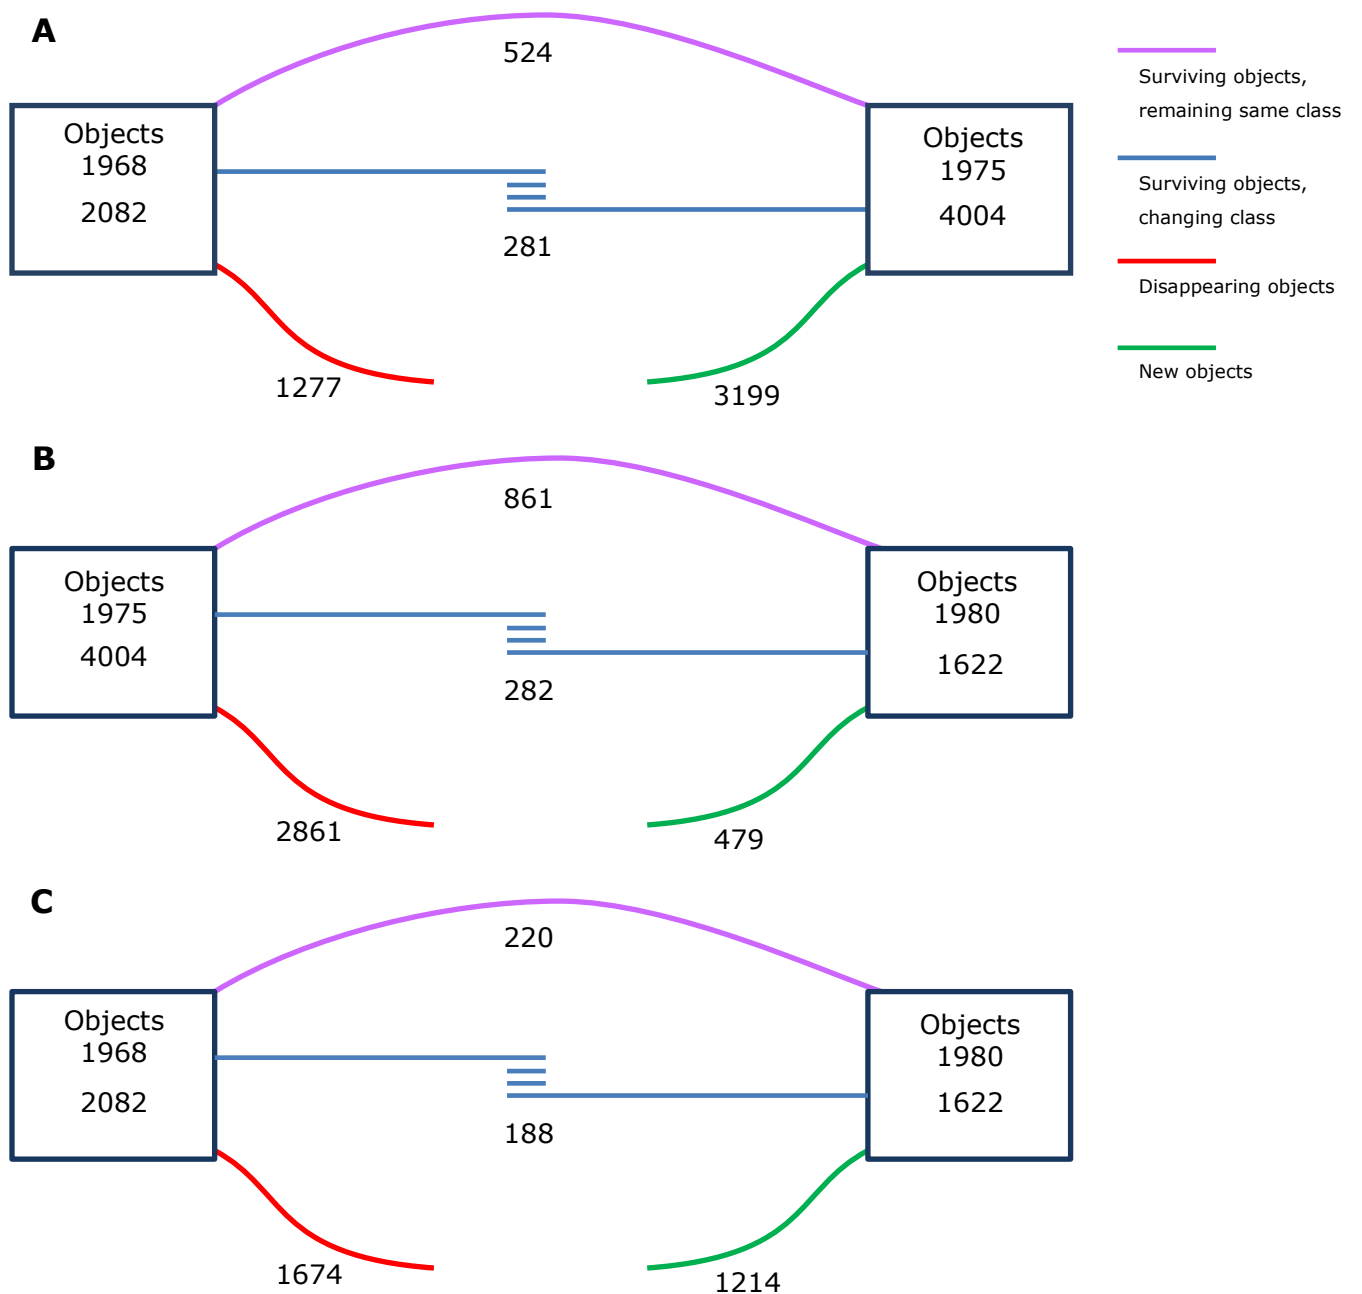 A
524
Objects
1968
2082
Objects
1975
4004
281
1277
3199
Surviving objects,
remaining same class
Surviving objects,
changing class
Disappearing objects
New objects
B
861
Objects
1975
4004
Objects
1980
1622
282
2861
479
C
220
Objects
1968
2082
Objects
1980
1622
188
1674
1214